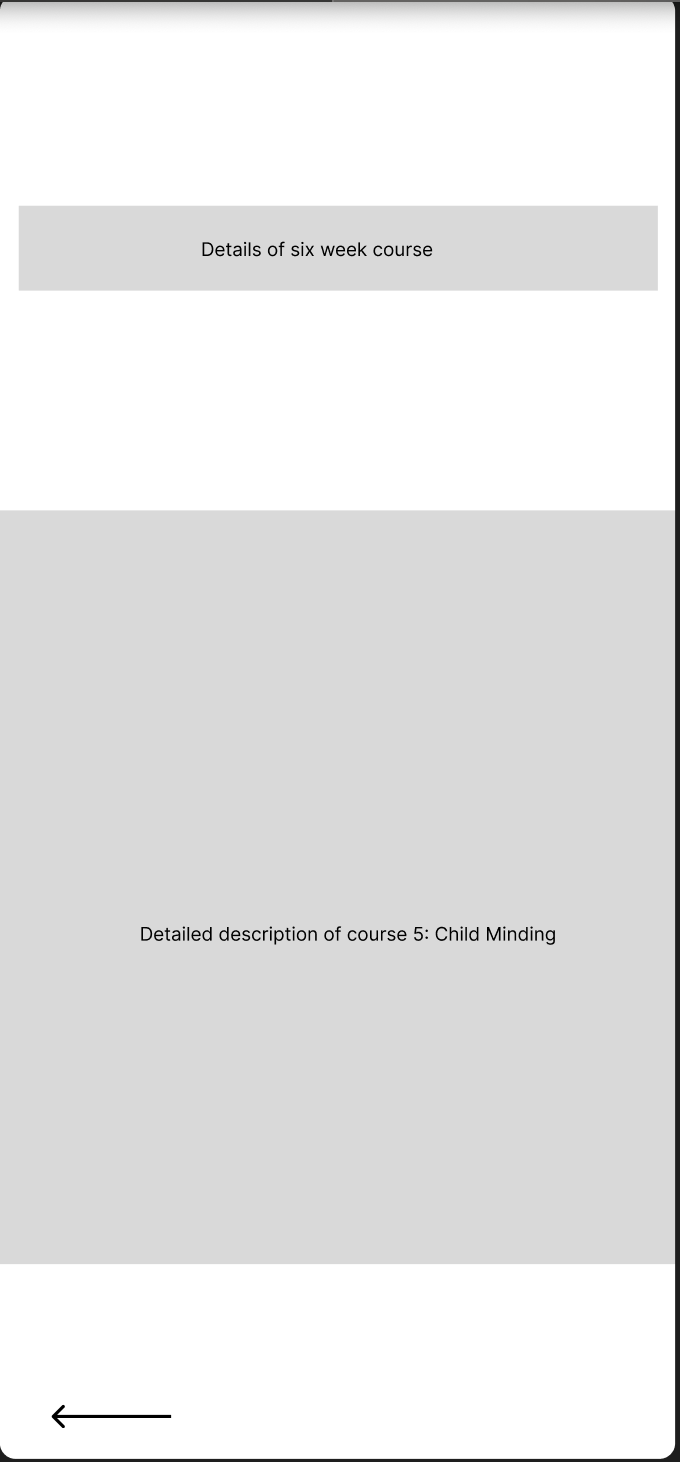 Details of six week course
Detailed description of course 5: Child Minding